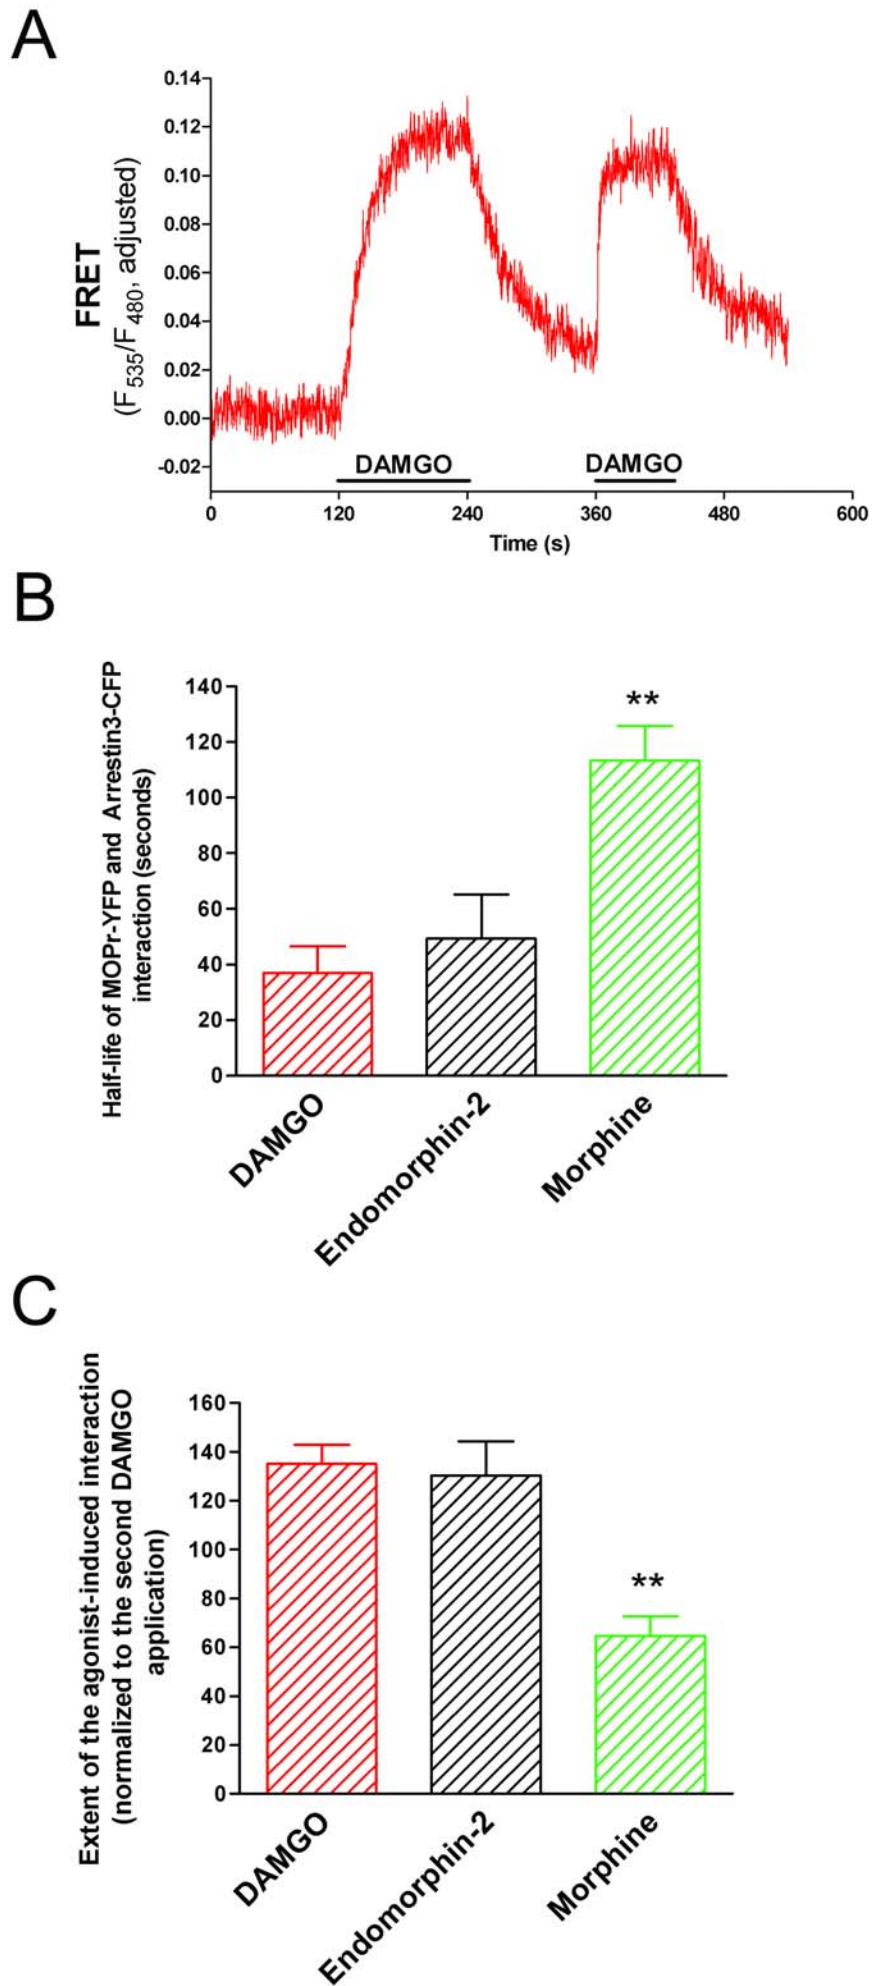 A
0.14
0.12
0.10
0.08
0.06
0.04
0.02
0.00
-0.02
FRET
(F535/F480, adjusted)
DAMGO DAMGO
0 120 240 360 480 600
Time (s)
B
Half-life of MOPr-YFP and Arrestin3-CFP
interaction (seconds)
140
120
100
80
60
40
20
0
**
DAMGO
Endomorphin-2
Morphine
C
Extent of the agonist-induced interaction
(normalized to the second DAMGO
application)
160
140
120
100
80
60
40
20
0
**
DAMGO
Endomorphin-2
Morphine